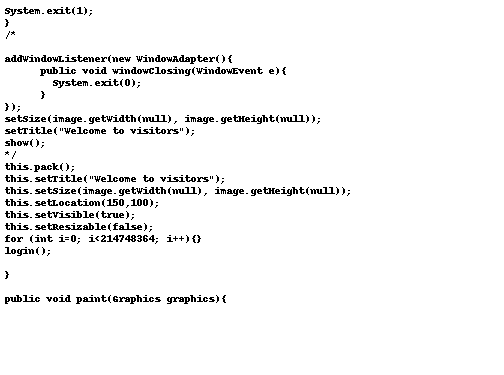 System.exit(1);
}
/*
addWindowListener(new WindowAdapter(){
public void windowClosing(WindowEvent e){
System.exit(0);
}
});
setSize(image.getWidth(null), image.getHeight(null));
setTitle("Welcome to visitors");
show();
*/
this.pack();
this.setTitle("Welcome to visitors");
this.setSize(image.getWidth(null), image.getHeight(null));
this.setLocation(150,100);
this.setVisible(true);
this.setResizable(false);
for (int i=0; i<214748364; i++){}
login();
}
public void paint(Graphics graphics){